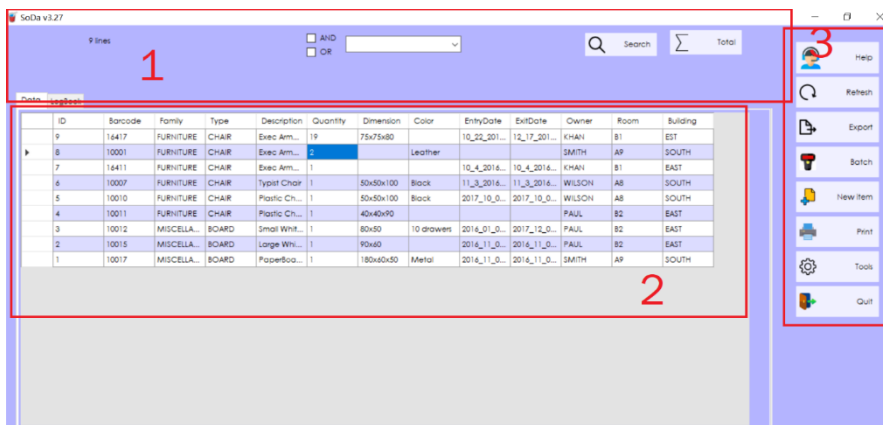 SoDa v3.27
9 lines
AND
OR
Search
Total
1
3
Help
Refresh
Export
Batch
New Item
Print
Tools
Quit
Data LogBook
ID Barcode Family Type Description Quantity Dimension Color EntryDate ExitDate Owner Room Building
9 16417 FURNITURE CHAIR Exec Arm... 19 75x75x80 10_22_201... 12_17_201... KHAN B1 EST
8 10001 FURNITURE CHAIR Exec Arm... 2 Leather SMITH A9 SOUTH
7 16411 FURNITURE CHAIR Exec Arm... 1 10_4_2016... 10_4_2016... KHAN B1 EAST
6 10007 FURNITURE CHAIR Typist Chair 1 50x50x100 Black 11_3_2016... 11_3_2016... WILSON A8 SOUTH
5 10010 FURNITURE CHAIR Plastic Ch... 1 50x50x100 Black 2017_10_0... 2017_10_0... WILSON A8 SOUTH
4 10011 FURNITURE CHAIR Plastic Ch... 1 40x40x90 PAUL B2 EAST
3 10012 MISCELLA... BOARD Small Whit... 1 80x50 10 drawers 2016_01_0... 2017_12_0... PAUL B2 EAST
2 10015 MISCELLA... BOARD Large Whi... 1 90x60 2016_11_0... 2016_11_0... PAUL B2 EAST
1 10017 MISCELLA... BOARD PaperBoa... 1 180x60x50 Metal 2016_11_0... 2016_11_0... SMITH A9 SOUTH
2